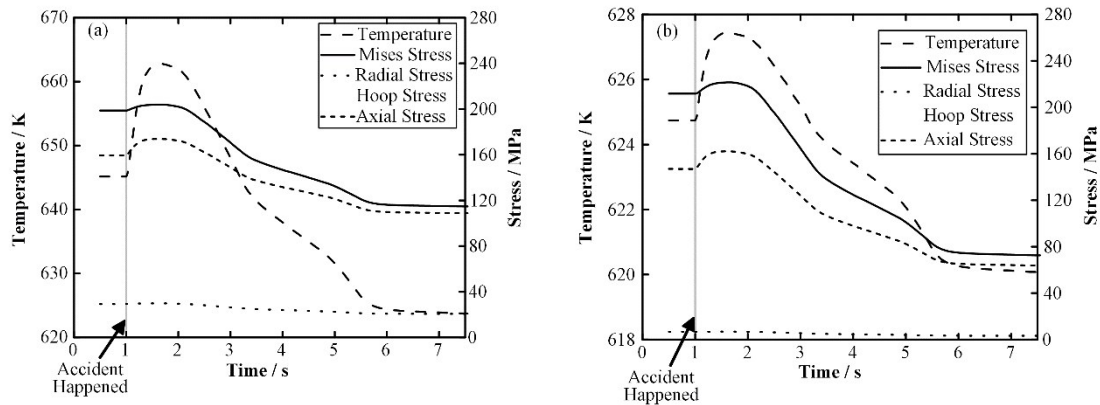 (a)
Temperature
Mises Stress
Radial Stress
Hoop Stress
Axial Stress
Temperature / K
670
660
650
640
630
620
Stress / MPa
280
240
200
160
120
80
30
0
0 1 2 3 4 5 6 7
Time / s
Accident
Happened
(b)
Temperature
Mises Stress
Radial Stress
Hoop Stress
Axial Stress
Temperature / K
628
626
624
622
620
618
Stress / MPa
280
240
200
160
120
80
30
0
0 1 2 3 4 5 6 7
Time / s
Accident
Happened